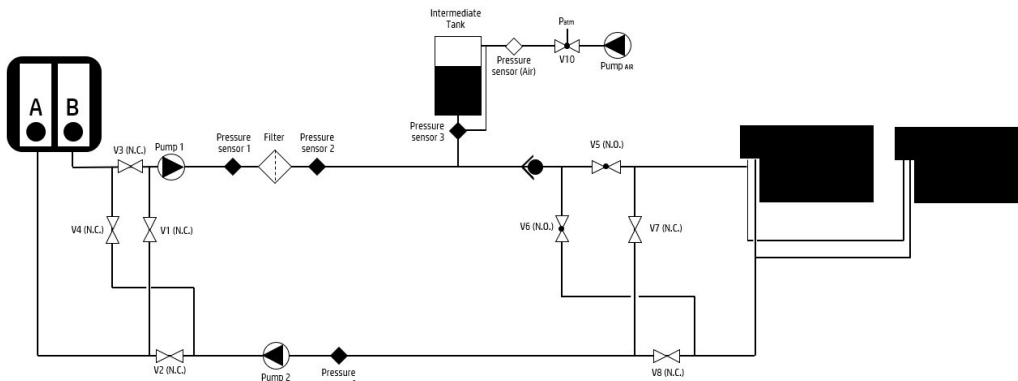 Intermediate
Tank
Patm
V10
Pump AIR
Pressure
sensor (Air)
A B
Pressure
sensor 3
V3 (N.C.)
Pump 1
Pressure
sensor 1
Filter
Pressure
sensor 2
V5 (N.O.)
V4 (N.C.)
V1 (N.C.)
V6 (N.O.)
V7 (N.C.)
V2 (N.C.)
Pump 2
Pressure
V8 (N.C.)